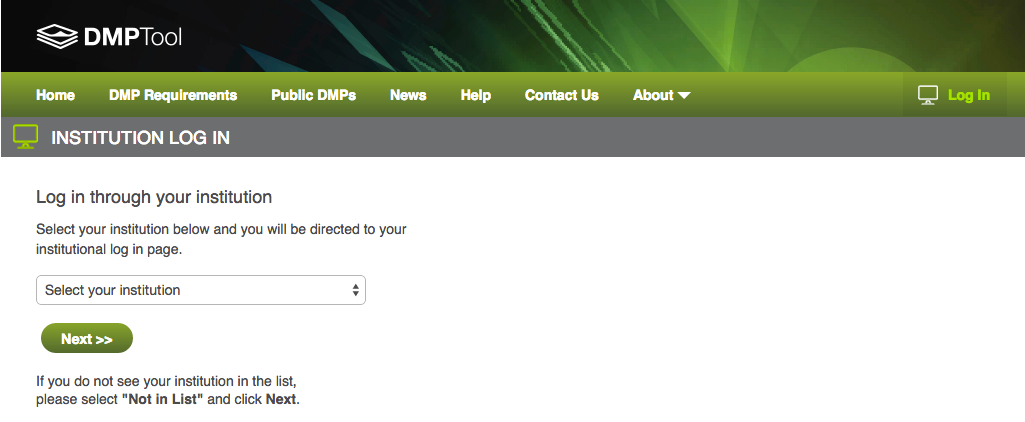 DMPTool
Home DMP Requirements Public DMPs News Help Contact Us About Log In
INSTITUTION LOG IN
Log in through your institution
Select your institution below and you will be directed to your
institutional log in page.
Select your institution
Next >>
If you do not see your institution in the list,
please select "Not in List" and click Next.